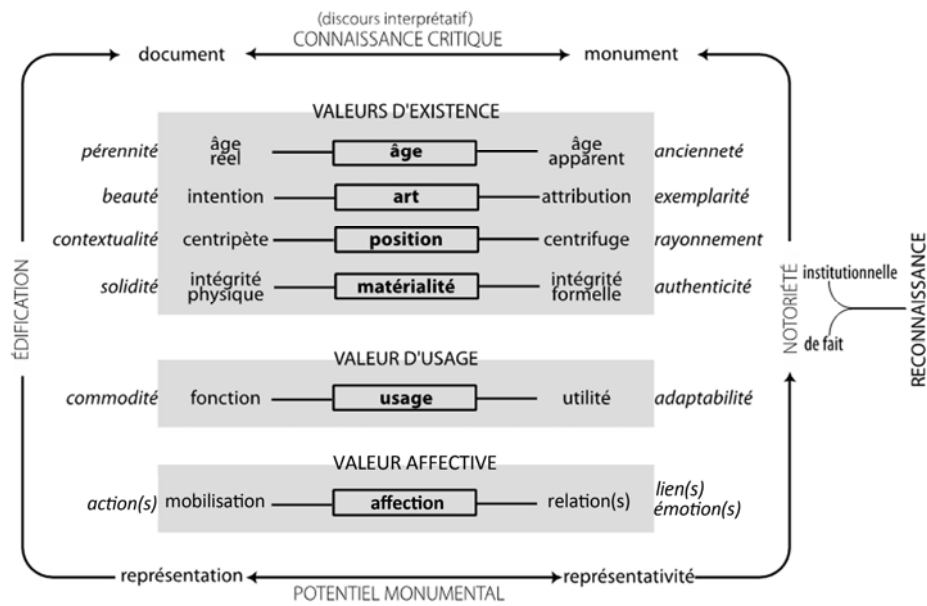 (discours interprétatif)
CONNAISSANCE CRITIQUE
document
monument
VALEURS D'EXISTENCE
pérennité âge réel âge âge apparent ancienneté
beauté intention art attribution exemplarité
contextualité centripète position centrifuge rayonnement
solidité intégrité physique matérialité intégrité formelle authenticité
ÉDIFICATION
NOTORIÉTÉ
institutionnelle
de fait
RECONNAISSANCE
VALEUR D'USAGE
commodité fonction usage utilité adaptabilité
VALEUR AFFECTIVE
action(s) mobilisation affection relation(s) lien(s) émotion(s)
représentation
représentativité
POTENTIEL MONUMENTAL